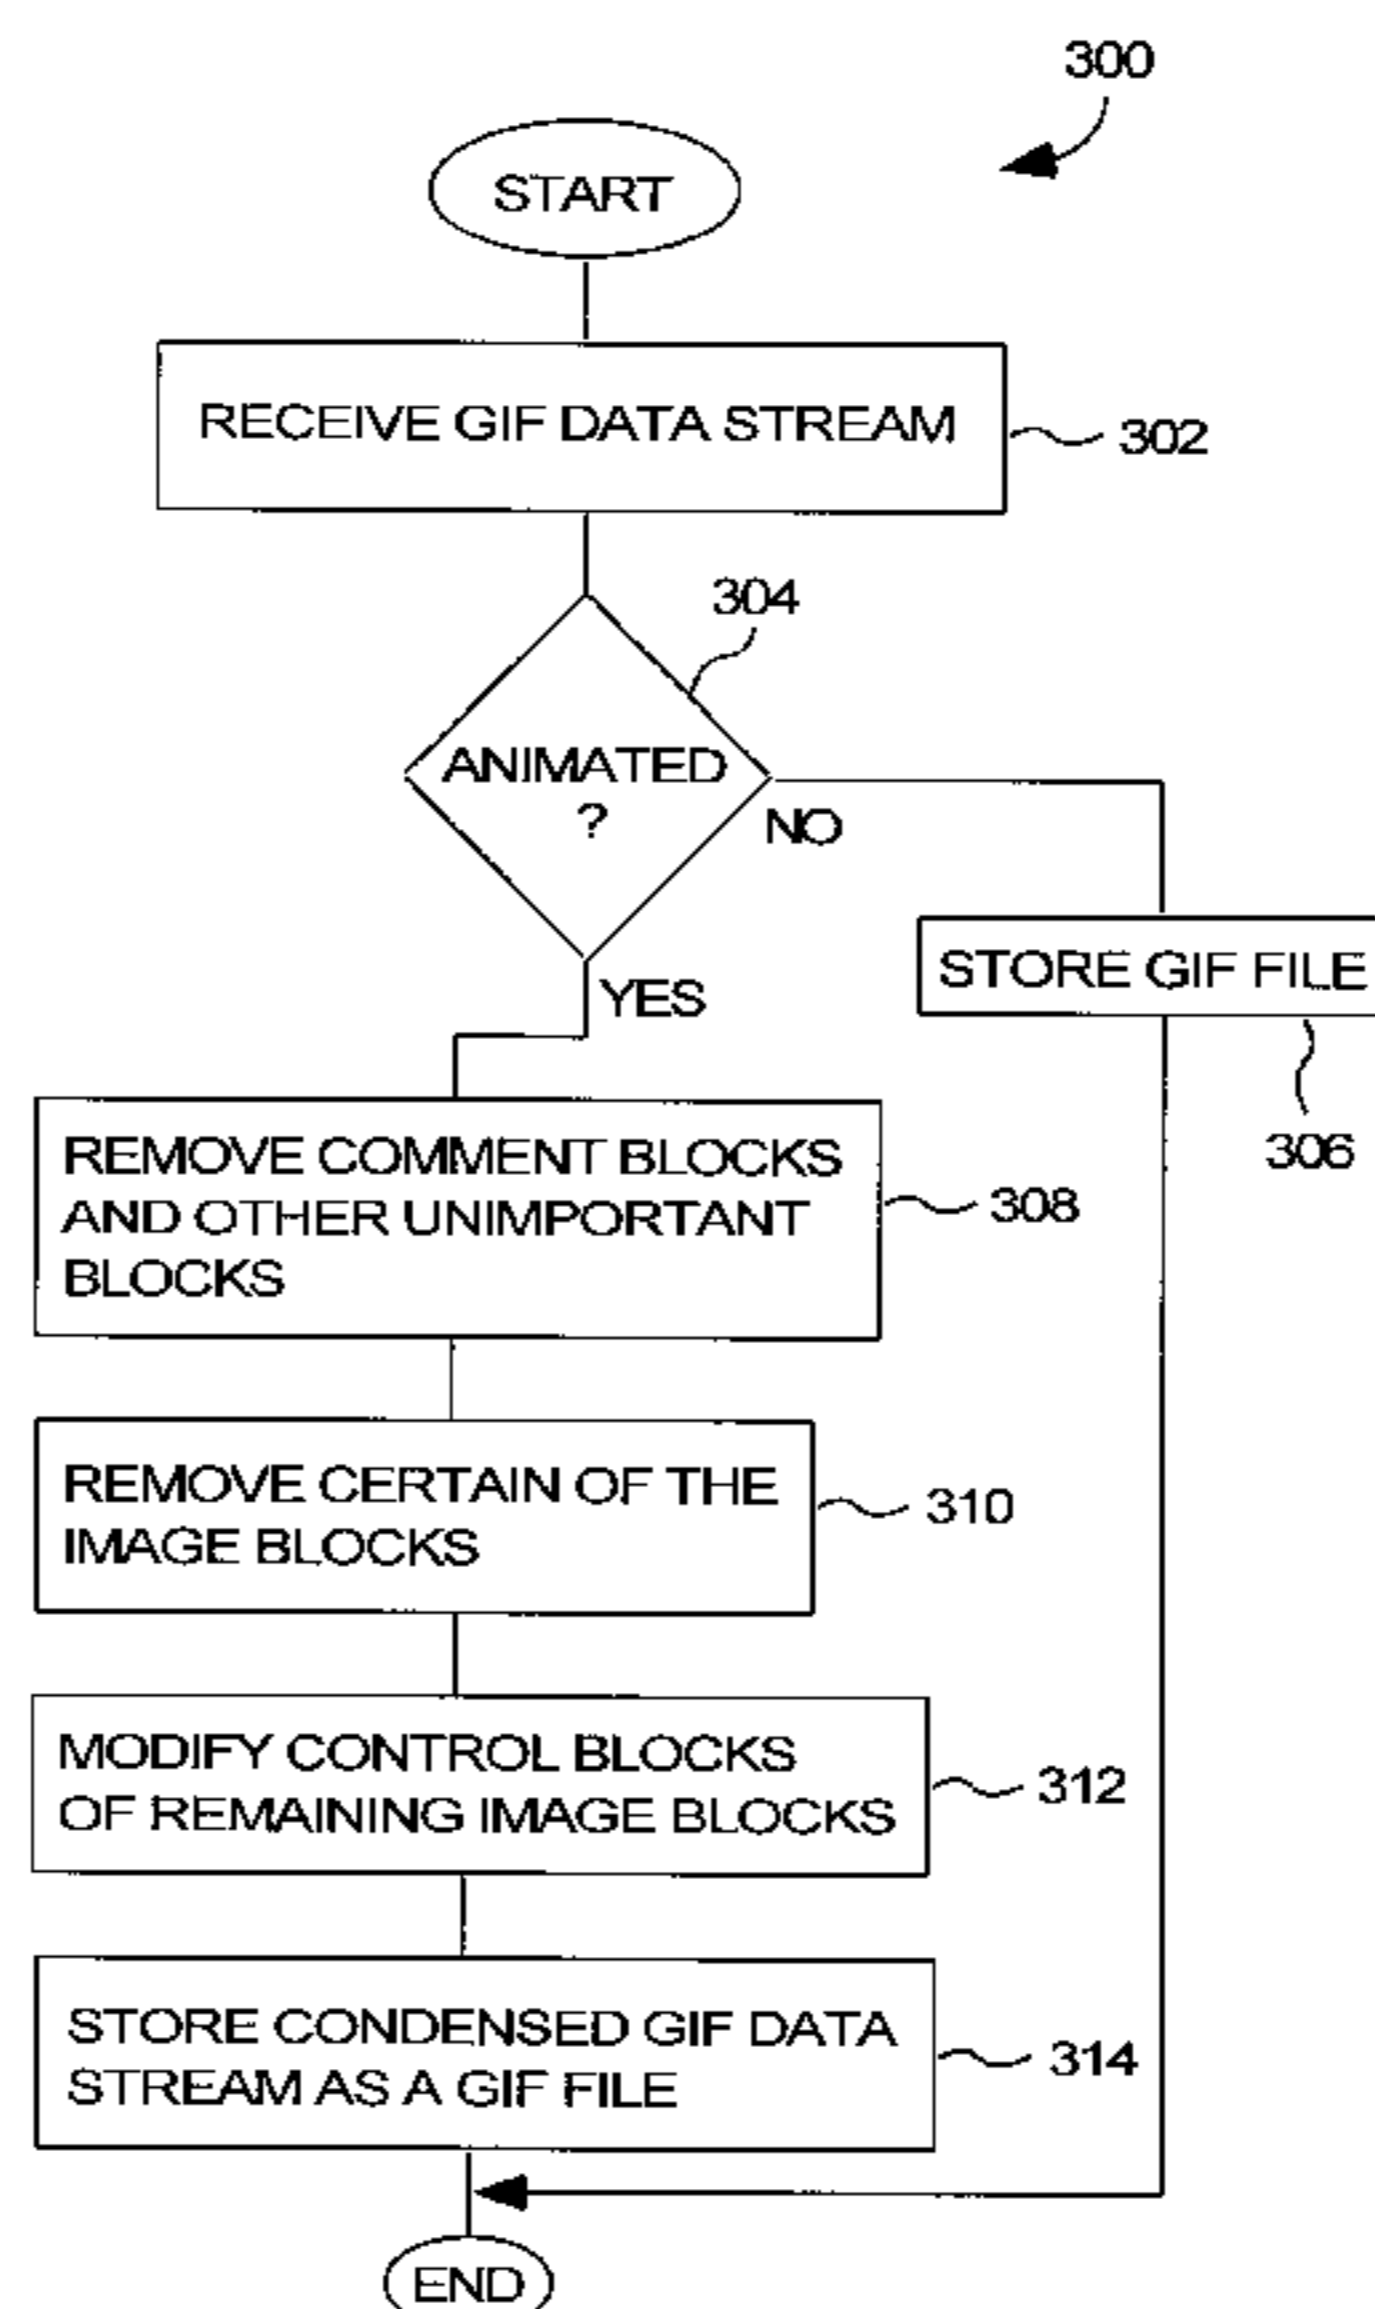 300
START
RECEIVE GIF DATA STREAM
302
304
ANIMATED
?
NO
YES
STORE GIF FILE
306
REMOVE COMMENT BLOCKS
AND OTHER UNIMPORTANT
BLOCKS
308
REMOVE CERTAIN OF THE
IMAGE BLOCKS
310
MODIFY CONTROL BLOCKS
OF REMAINING IMAGE BLOCKS
312
STORE CONDENSED GIF DATA
STREAM AS A GIF FILE
314
END